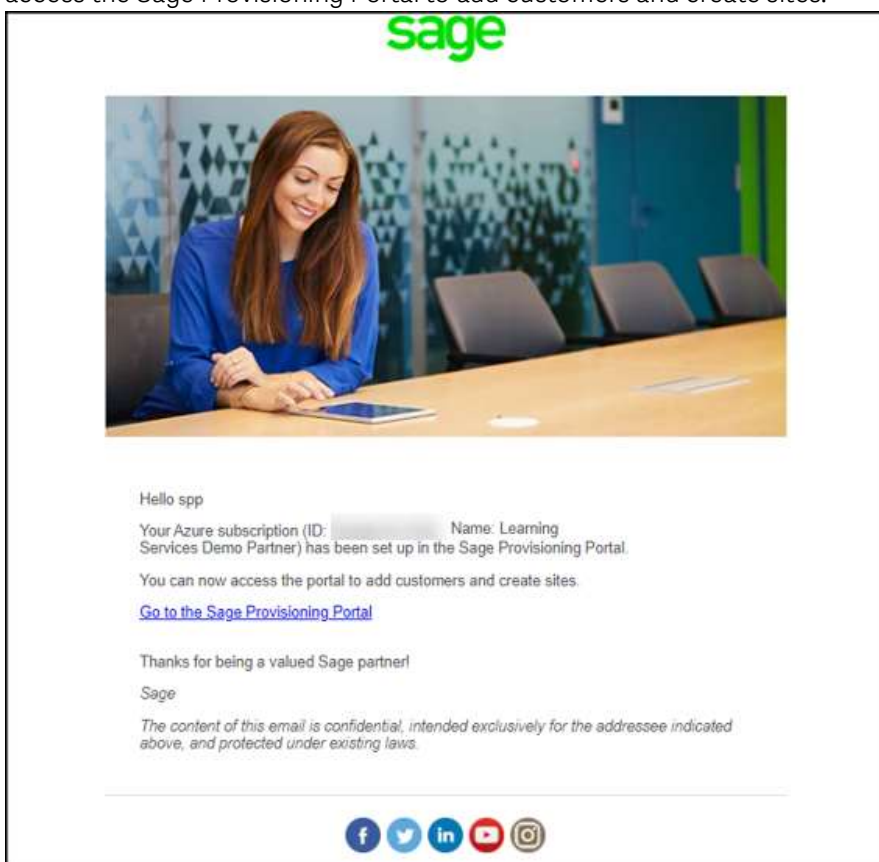 access the Sage Provisioning Portal to add customers and create sites.
sage
Hello spp
Your Azure subscription (ID: Name: Learning
Services Demo Partner) has been set up in the Sage Provisioning Portal.
You can now access the portal to add customers and create sites.
Go to the Sage Provisioning Portal
Thanks for being a valued Sage partner!
Sage
The content of this email is confidential, intended exclusively for the addressee indicated
above, and protected under existing laws.
f
in